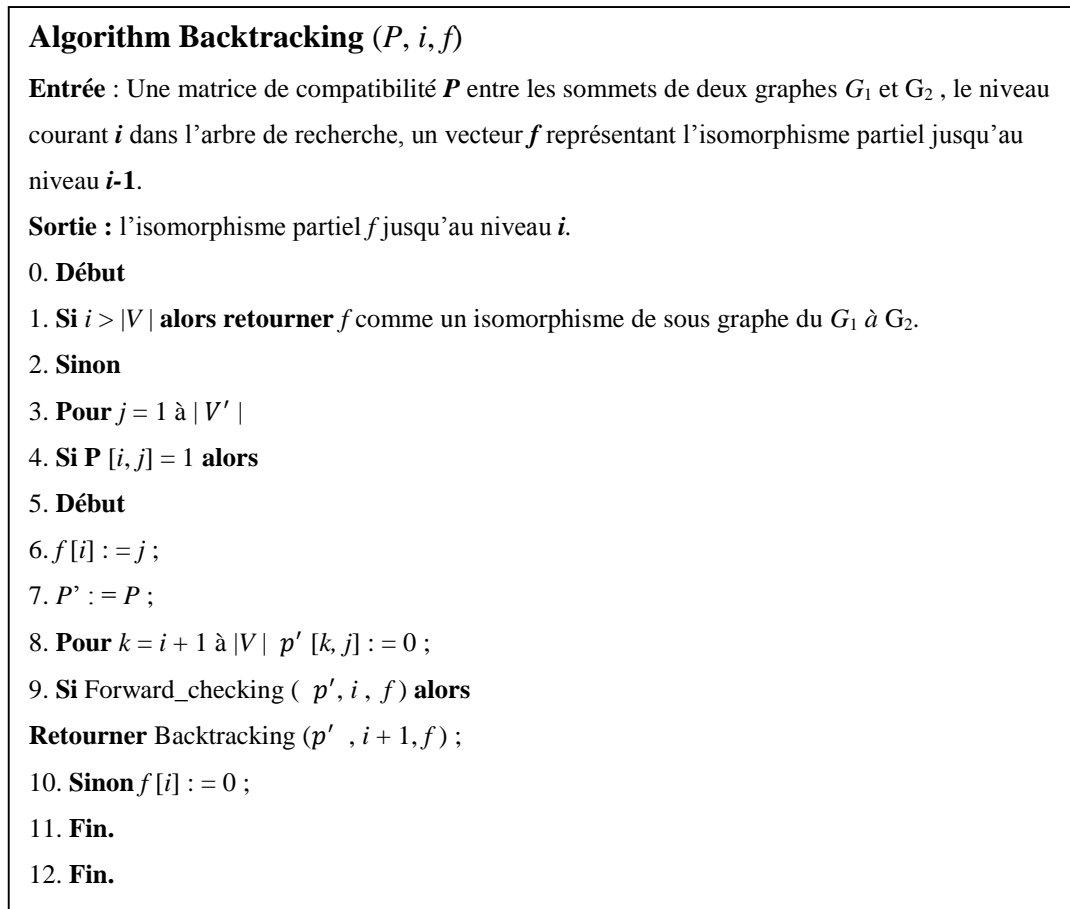 Algorithm Backtracking (P, i, f)
Entrée : Une matrice de compatibilité P entre les sommets de deux graphes G₁ et G₂ , le niveau
courant i dans l’arbre de recherche, un vecteur f représentant l’isomorphisme partiel jusqu’au
niveau i-1.
Sortie : l’isomorphisme partiel f jusqu’au niveau i.
0. Début
1. Si i > |V | alors retourner f comme un isomorphisme de sous graphe du G₁ à G₂.
2. Sinon
3. Pour j = 1 à | V′ |
4. Si P [i, j] = 1 alors
5. Début
6. f [i] : = j ;
7. P’ : = P ;
8. Pour k = i + 1 à |V | p′ [k, j] : = 0 ;
9. Si Forward_checking ( p′, i , f ) alors
Retourner Backtracking (p′ , i + 1, f ) ;
10. Sinon f [i] : = 0 ;
11. Fin.
12. Fin.